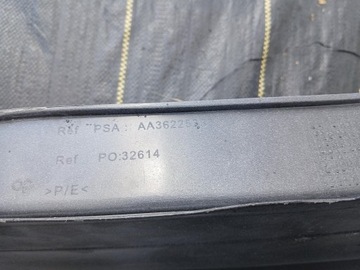 Ref PSA: AA36225
Ref PO:32614
>P/E<